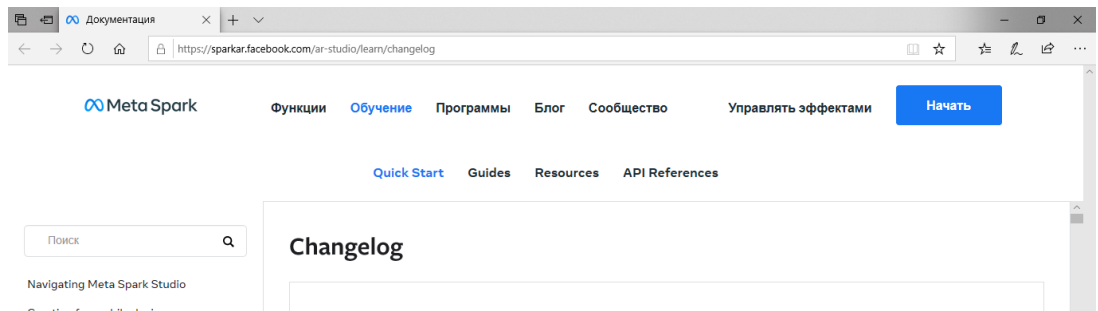 Документация
https://sparkar.facebook.com/ar-studio/learn/changelog
Meta Spark Функции Обучение Программы Блог Сообщество Управлять эффектами Начать
Quick Start Guides Resources API References
Поиск
Changelog
Navigating Meta Spark Studio